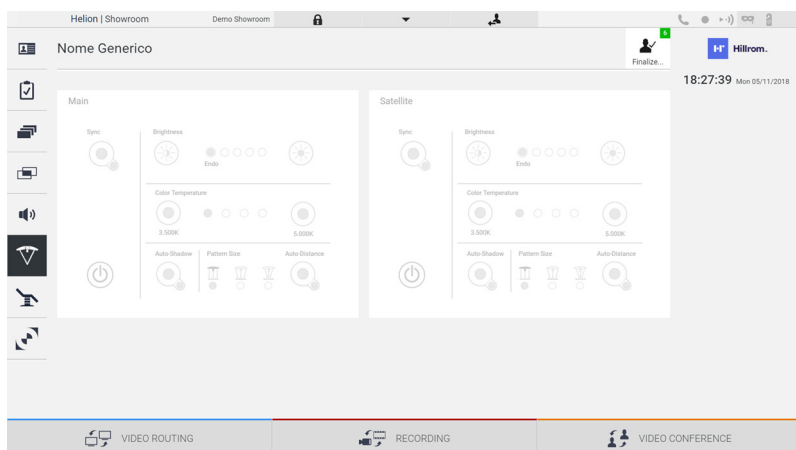 Helion | Showroom
Demo Showroom
Nome Generico
6
Finalize...
H-r Hillrom.
18:27:39 Mon 05/11/2018
Main
Sync
Brightness
Endo
Color Temperature
3.500K
5.000K
Auto-Shadow
Pattern Size
Auto-Distance
Satellite
Sync
Brightness
Endo
Color Temperature
3.500K
5.000K
Auto-Shadow
Pattern Size
Auto-Distance
VIDEO ROUTING
RECORDING
VIDEO CONFERENCE